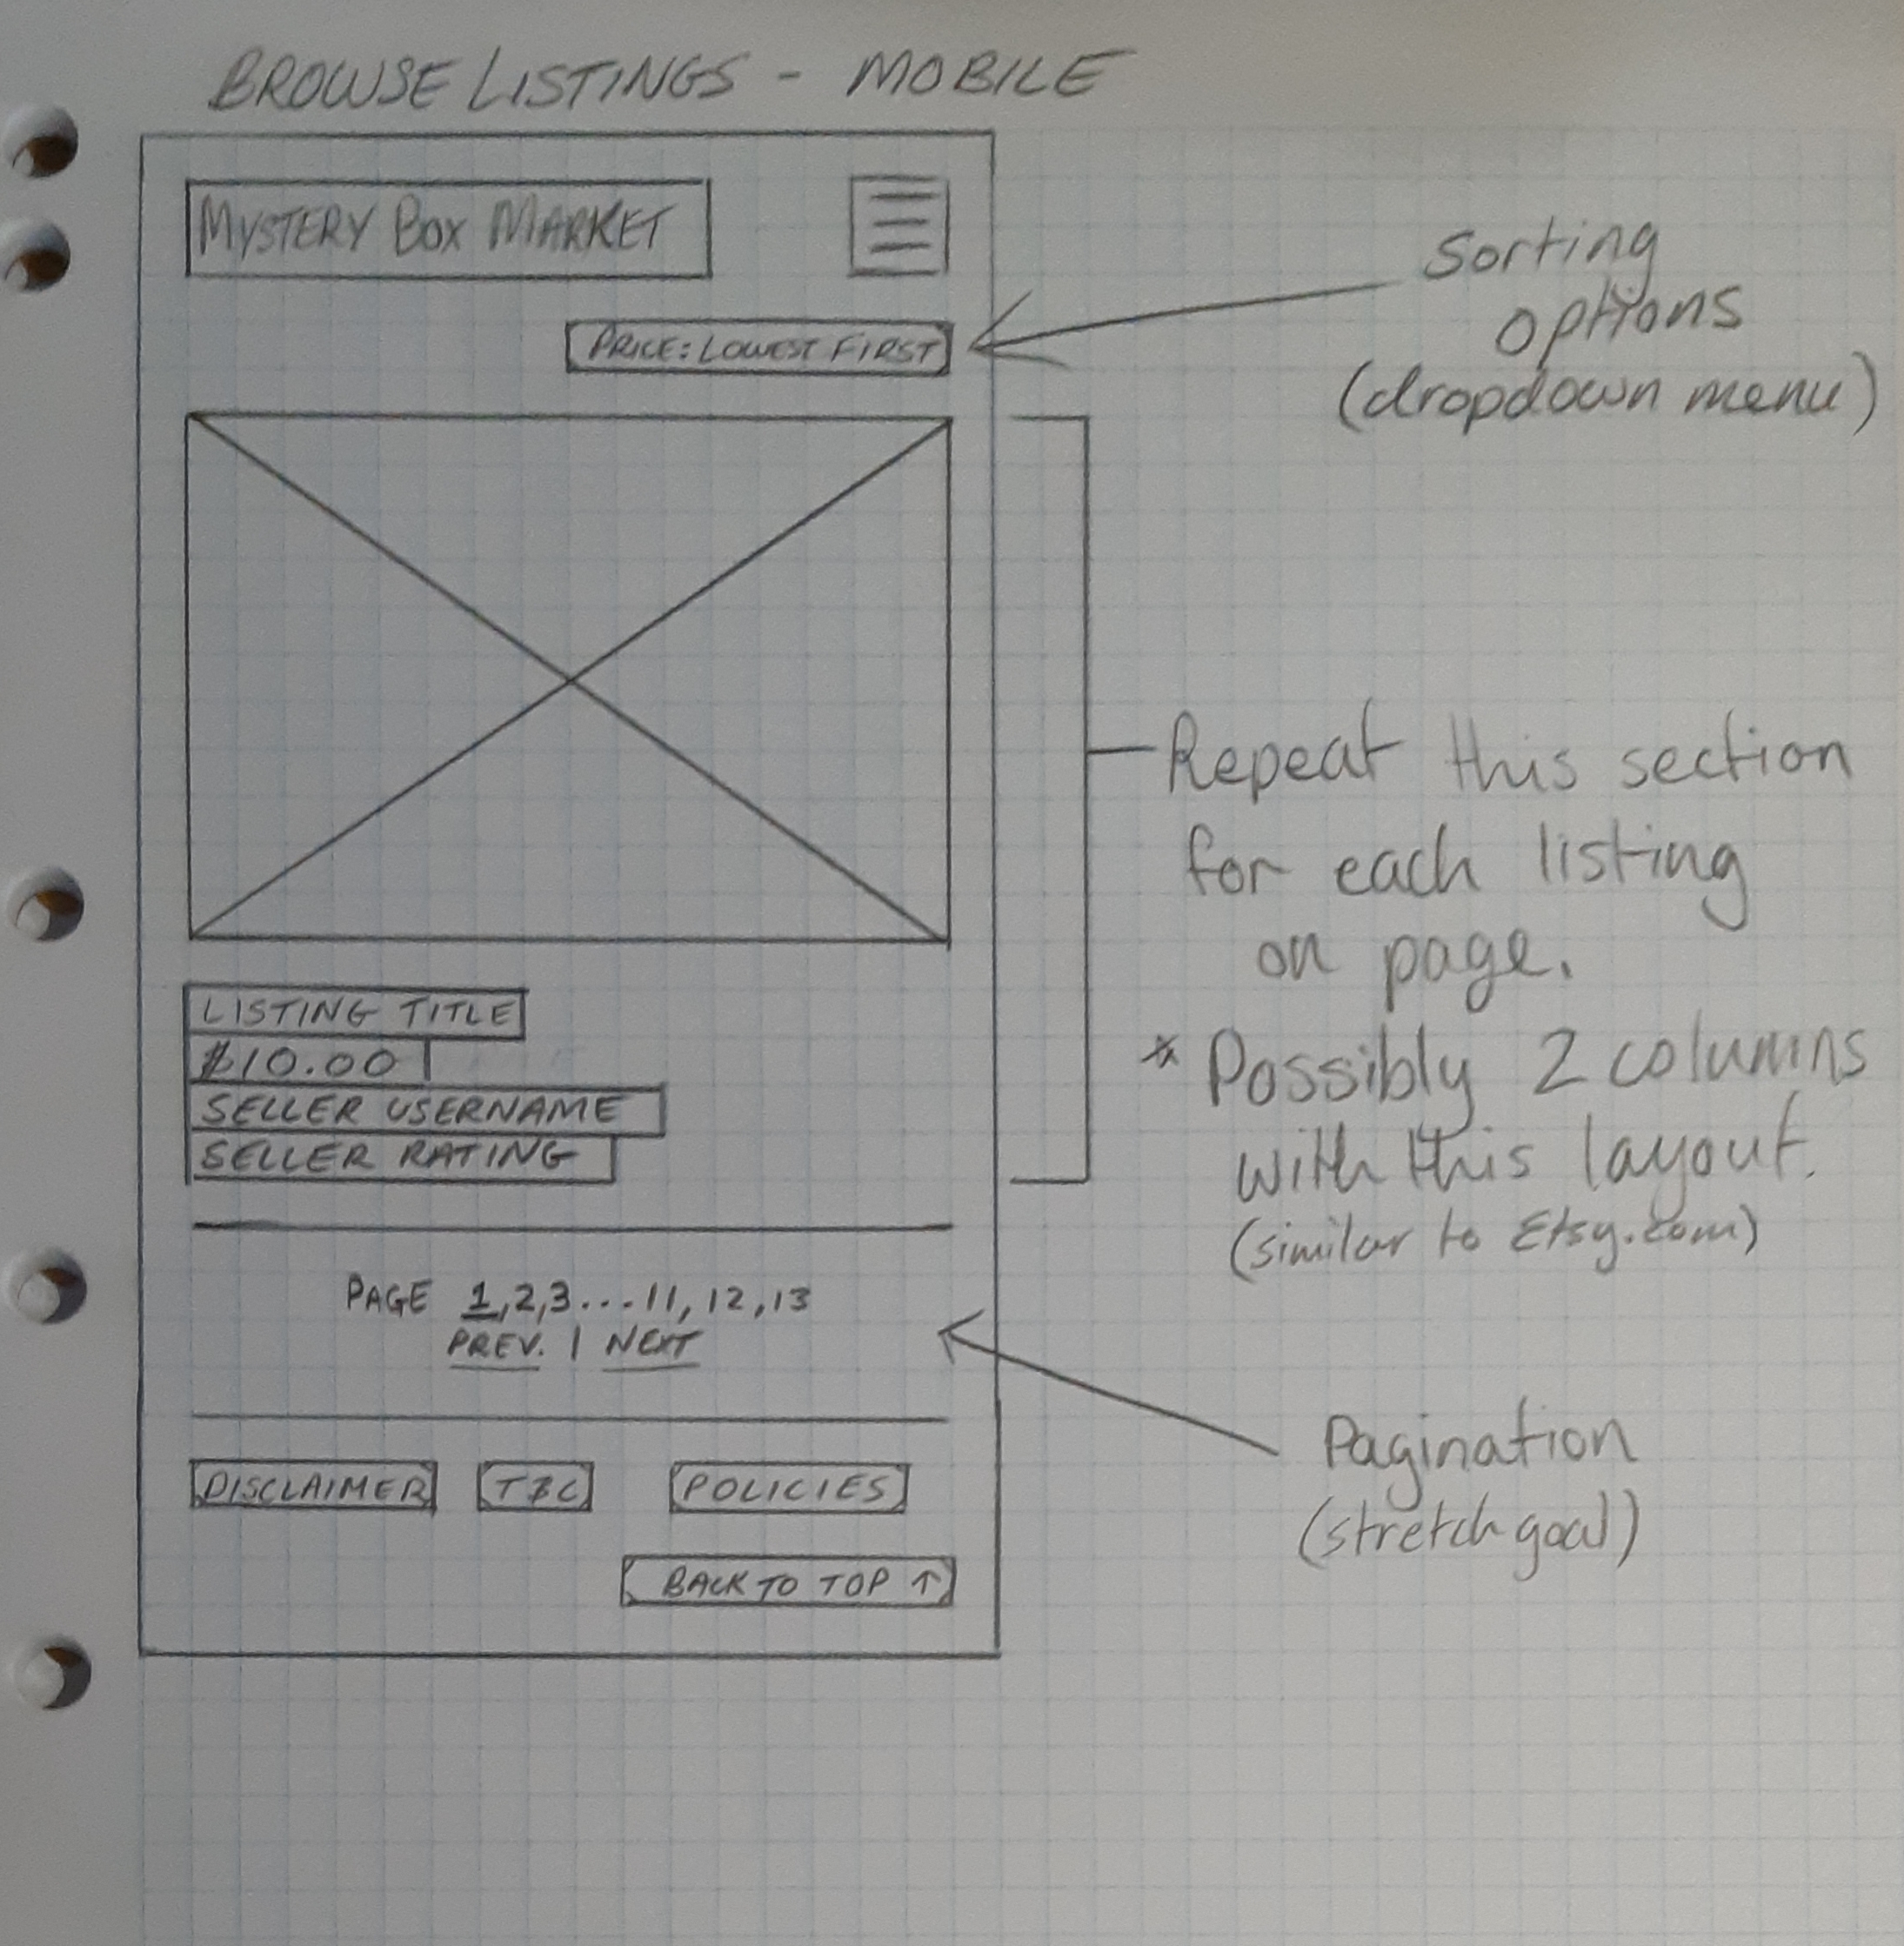 BROWSE LISTINGS - MOBILE
MYSTERY BOX MARKET
PRICE: LOWEST FIRST
Sorting
options
(dropdown menu)
Repeat this section
for each listing
on page.
* Possibly 2 columns
with this layout.
(similar to Etsy.com)
LISTING TITLE
$10.00
SELLER USERNAME
SELLER RATING
PAGE 1,2,3...11,12,13
PREV. | NEXT
Pagination
(stretch goal)
DISCLAIMER T&C POLICIES
BACK TO TOP ↑